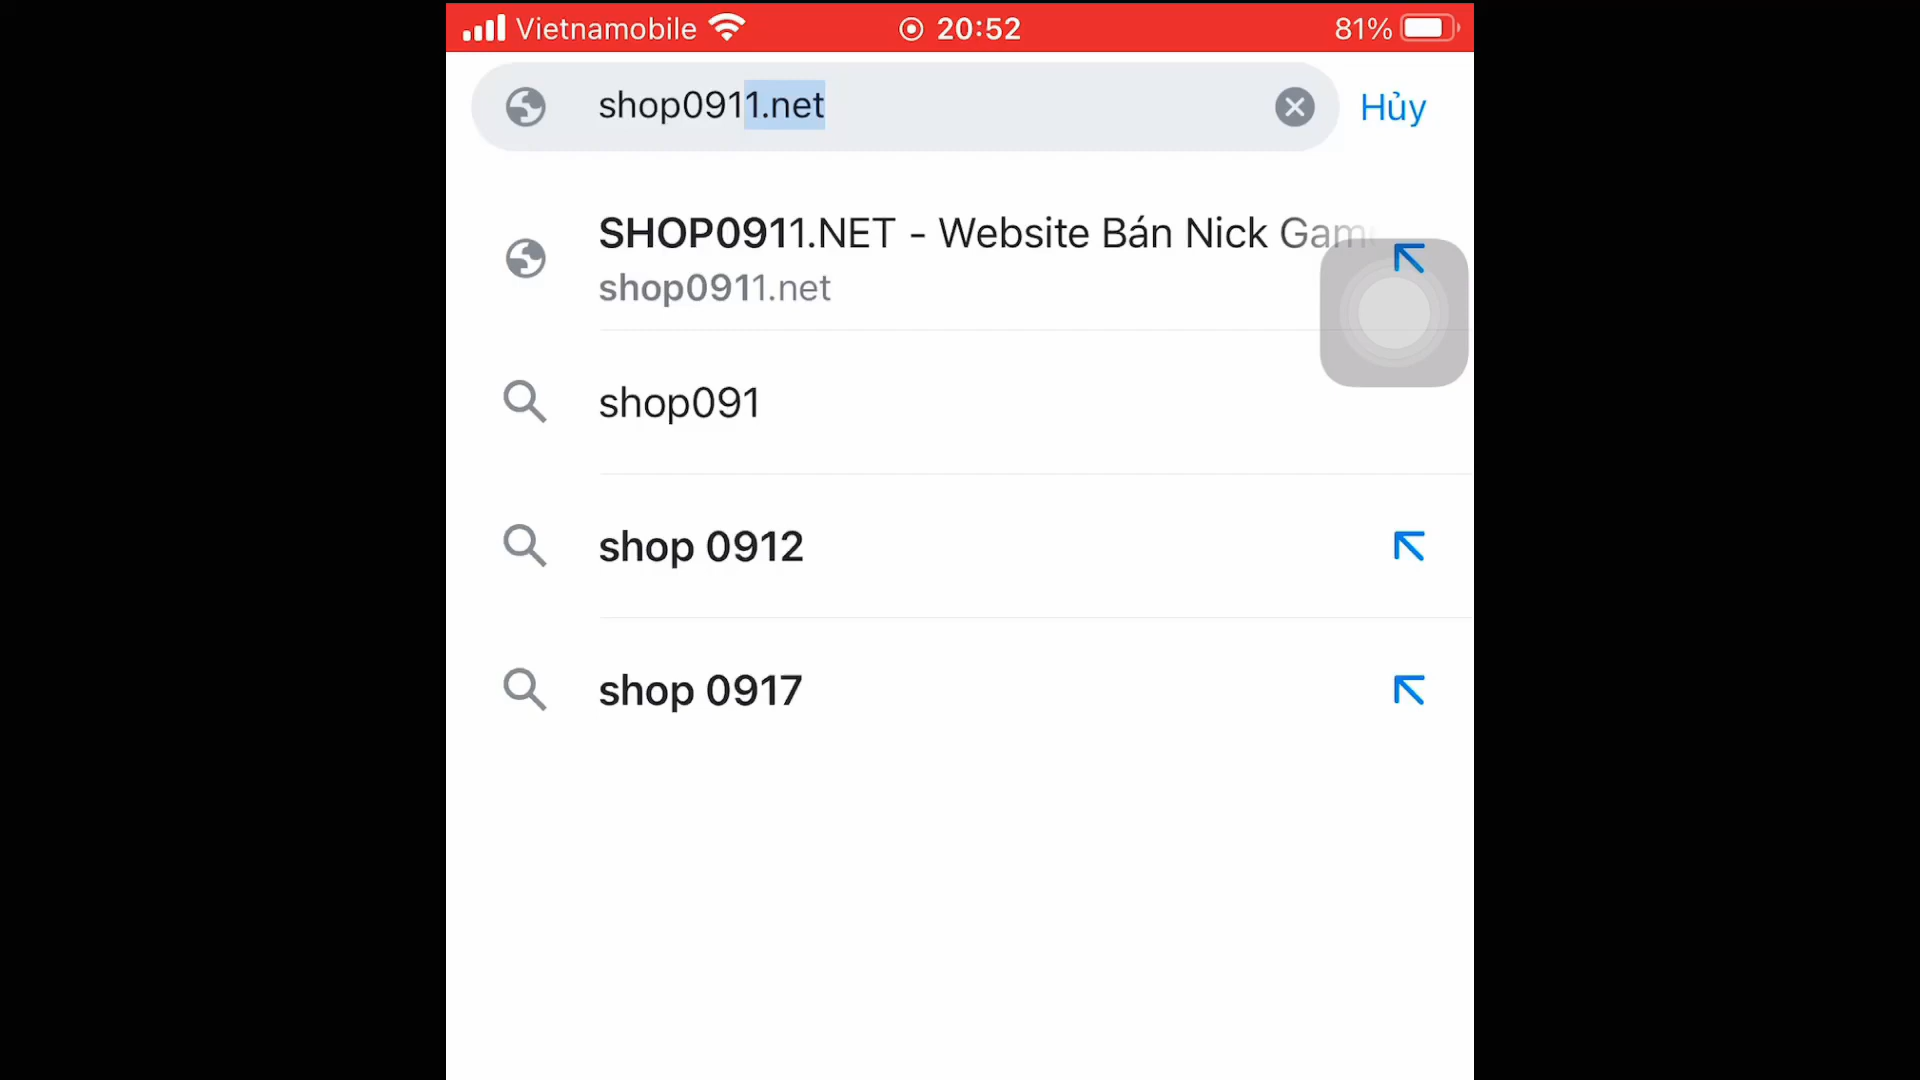 Vietnamobile 20:52 81%
shop0911.net Hủy
SHOP0911.NET - Website Bán Nick Gam
shop0911.net
shop091
shop 0912
shop 0917